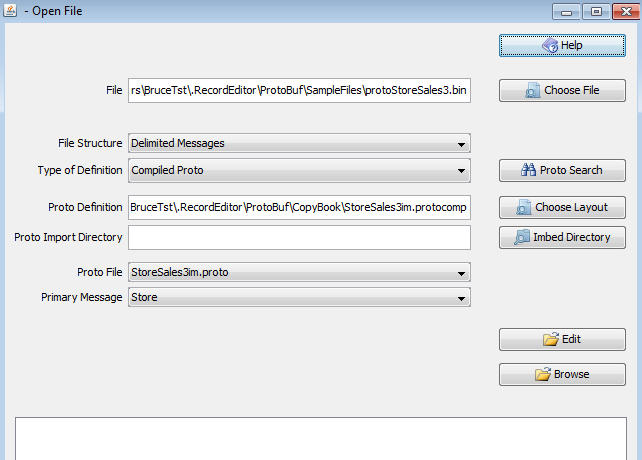 - Open File
Help
File rs\BruceTst\.RecordEditor\ProtoBuf\SampleFiles\protoStoreSales3.bin Choose File
File Structure Delimited Messages
Type of Definition Compiled Proto Proto Search
Proto Definition BruceTst\.RecordEditor\ProtoBuf\CopyBook\StoreSales3im.protocomp Choose Layout
Proto Import Directory Imbed Directory
Proto File StoreSales3im.proto
Primary Message Store
Edit
Browse